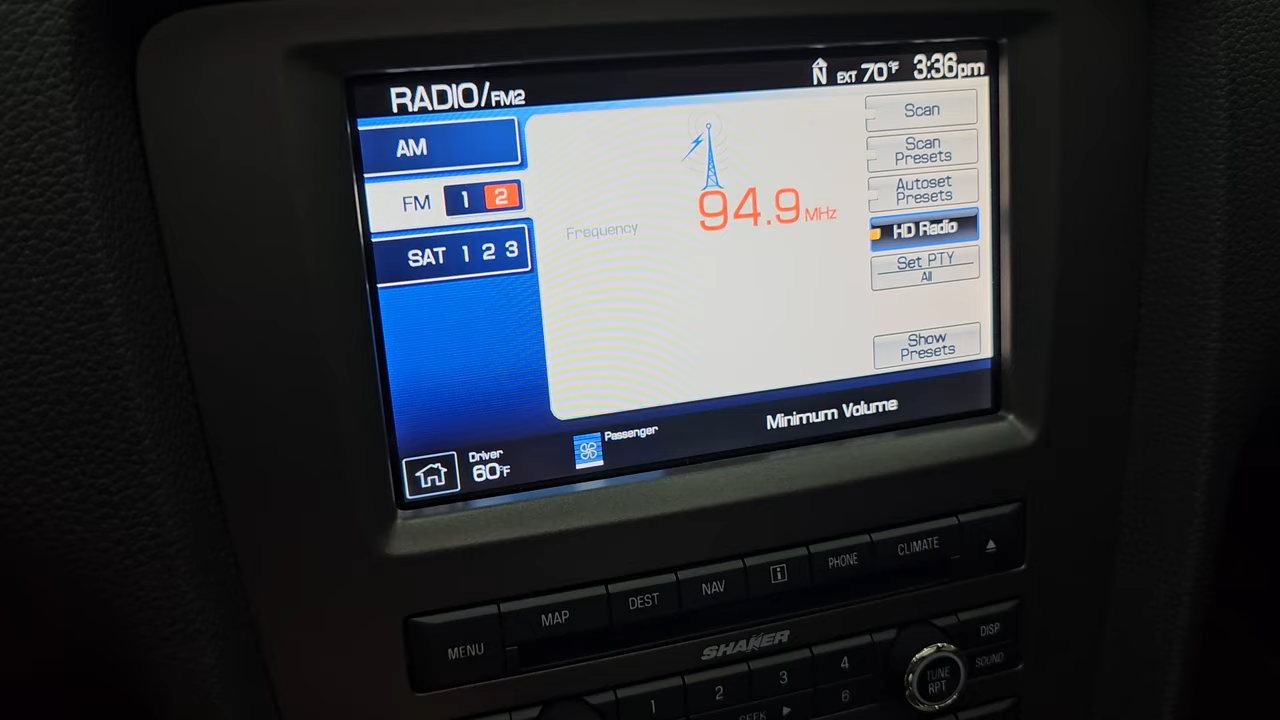 RADIO/FM2
N EXT 70°F 3:36pm
AM
FM 1 2
SAT 1 2 3
94.9 MHz
Frequency
Scan
Scan
Presets
Autoset
Presets
HD Radio
Set PTY
All
Show
Presets
Minimum Volume
Driver
60°F
Passenger
MENU
MAP
DEST
NAV
i
PHONE
CLIMATE
SHAKER
DISP
SOUND
TUNE
RPT
1
2
3
4
6
SEEK